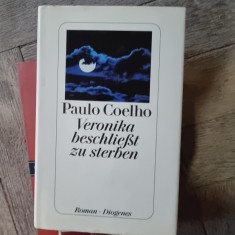 Paulo Coelho
Veronika
beschließt
zu sterben
Roman · Diogenes